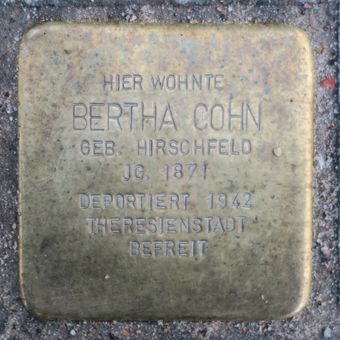 HIER WOHNTE
BERTHA COHN
GEB. HIRSCHFELD
JG. 1871
DEPORTIERT 1942
THERESIENSTADT
BEFREIT